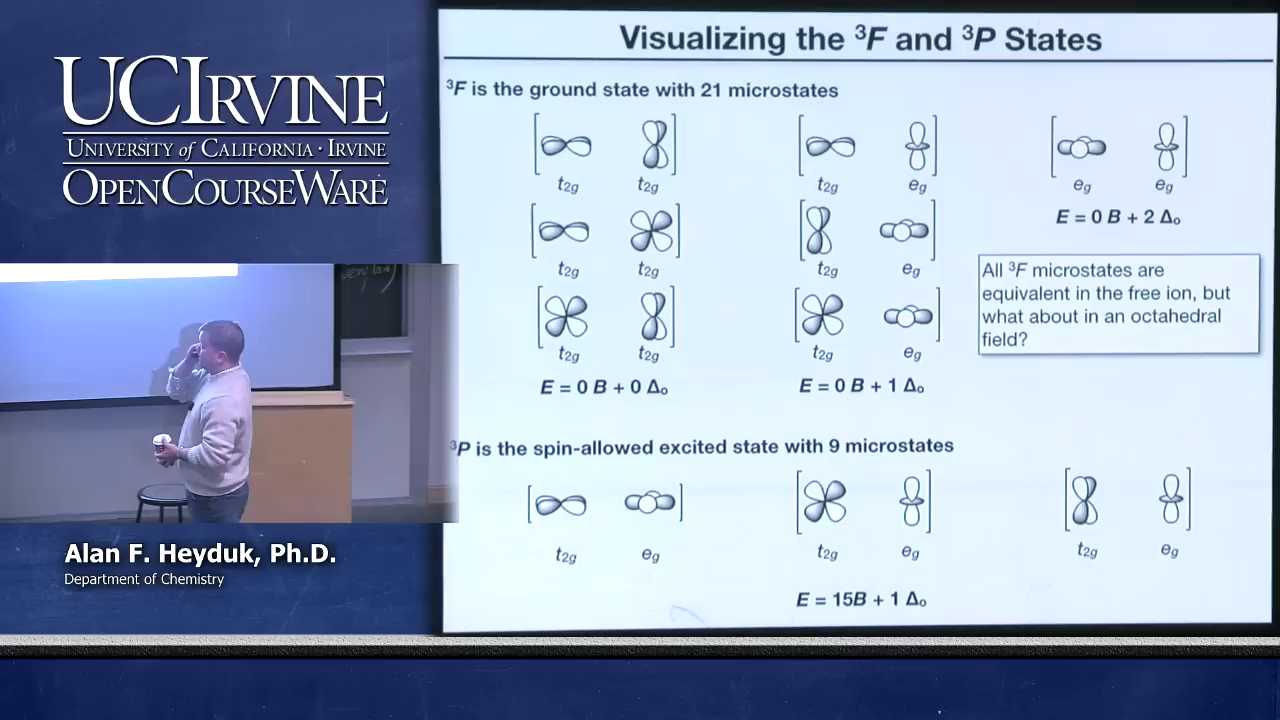 UCIRVINE
UNIVERSITY of CALIFORNIA · IRVINE
OPENCOURSEWARE
very low)
Alan F. Heyduk, Ph.D.
Department of Chemistry
Visualizing the ³F and ³P States
³F is the ground state with 21 microstates
t₂g t₂g
t₂g eg
eg eg
E = 0 B + 2 Δₒ
t₂g t₂g
t₂g eg
All ³F microstates are
equivalent in the free ion, but
what about in an octahedral
field?
t₂g t₂g
t₂g eg
E = 0 B + 0 Δₒ
E = 0 B + 1 Δₒ
³P is the spin-allowed excited state with 9 microstates
t₂g eg
t₂g eg
t₂g eg
E = 15B + 1 Δₒ